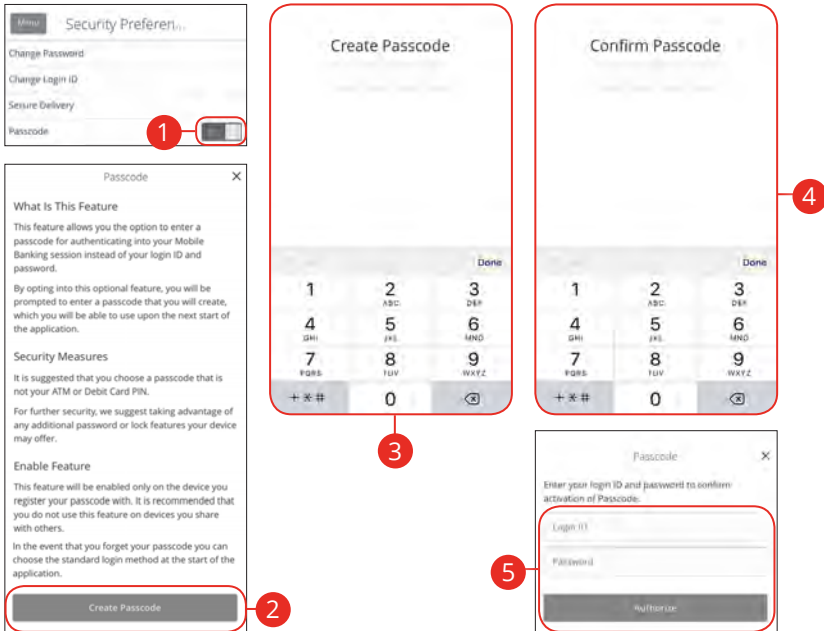 Menu Security Preferen...
Change Password
Change Login ID
Secure Delivery
Passcode
1
Passcode ×
What Is This Feature
This feature allows you the option to enter a
passcode for authenticating into your Mobile
Banking session instead of your login ID and
password.
By opting into this optional feature, you will be
prompted to enter a passcode that you will create,
which you will be able to use upon the next start of
the application.
Security Measures
It is suggested that you choose a passcode that is
not your ATM or Debit Card PIN.
For further security, we suggest taking advantage of
any additional password or lock features your device
may offer.
Enable Feature
This feature will be enabled only on the device you
register your passcode with. It is recommended that
you do not use this feature on devices you share
with others.
In the event that you forget your passcode you can
choose the standard login method at the start of the
application.
Create Passcode
2
Create Passcode
Done
1 2 3
ABC DEF
4 5 6
GHI JKL MNO
7 8 9
PQRS TUV WXYZ
+ * # 0
3
Confirm Passcode
Done
1 2 3
ABC DEF
4 5 6
GHI JKL MNO
7 8 9
PQRS TUV WXYZ
+ * # 0
4
Passcode ×
Enter your login ID and password to confirm
activation of Passcode.
Login ID
Password
Authorize
5